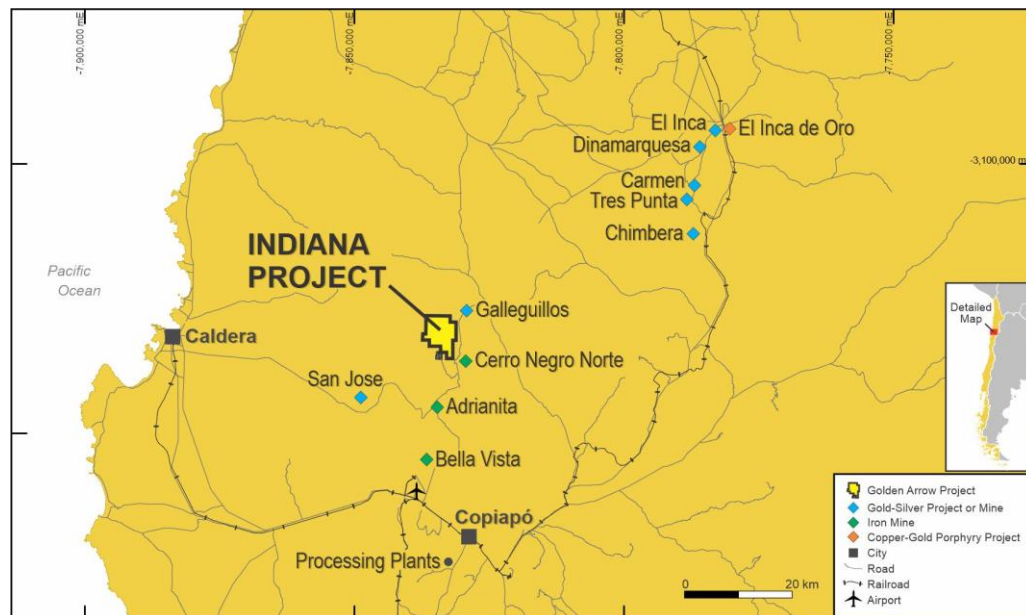 -7,900,000 mE
-7,850,000 mE
-7,800,000 mE
-7,750,000 mE
El Inca
El Inca de Oro
Dinamarquesa
-3,100,000 m
Carmen
Tres Punta
Chimbera
INDIANA
PROJECT
Pacific
Ocean
Galleguillos
Detailed
Map
Caldera
Cerro Negro Norte
San Jose
Adrianita
Bella Vista
Copiapó
Processing Plants
0
20 km
Golden Arrow Project
Gold-Silver Project or Mine
Iron Mine
Copper-Gold Porphyry Project
City
Road
Railroad
Airport